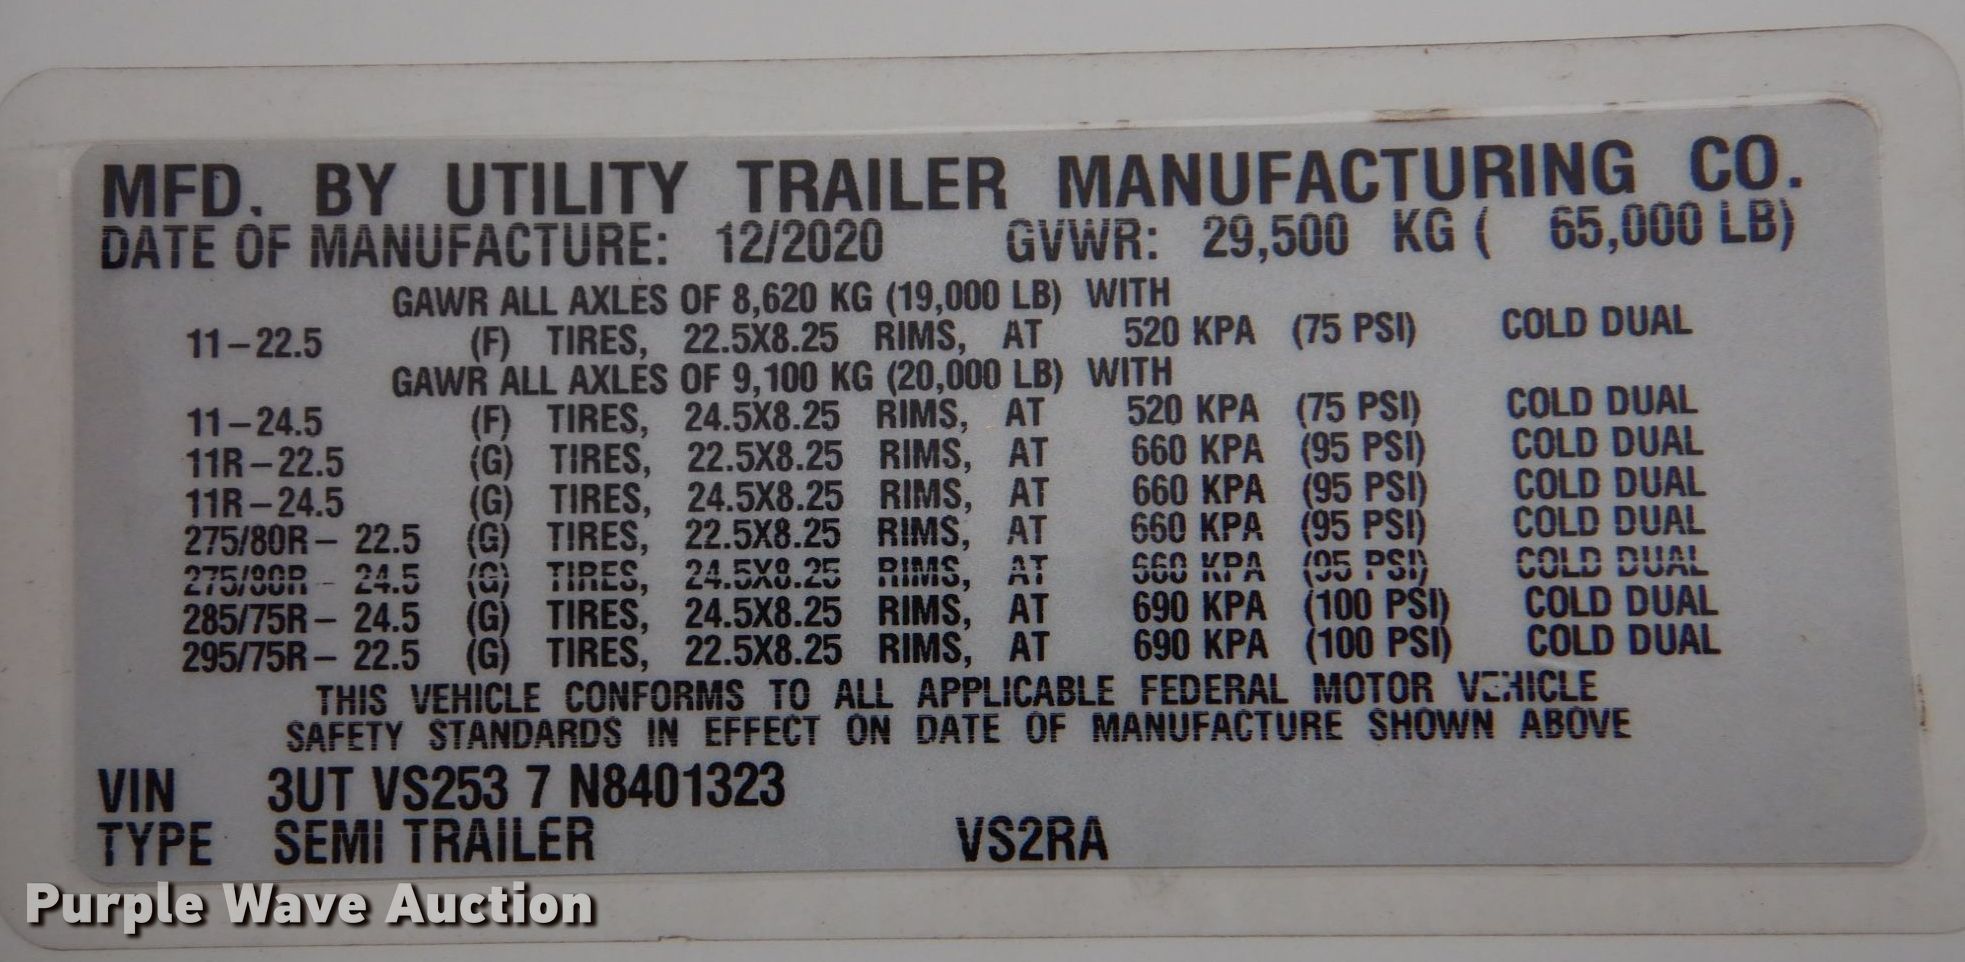 MFD. BY UTILITY TRAILER MANUFACTURING CO.
DATE OF MANUFACTURE: 12/2020 GVWR: 29,500 KG ( 65,000 LB)
GAWR ALL AXLES OF 8,620 KG (19,000 LB) WITH
11-22.5 (F) TIRES, 22.5X8.25 RIMS, AT 520 KPA (75 PSI) COLD DUAL
GAWR ALL AXLES OF 9,100 KG (20,000 LB) WITH
11-24.5 (F) TIRES, 24.5X8.25 RIMS, AT 520 KPA (75 PSI) COLD DUAL
11R-22.5 (G) TIRES, 22.5X8.25 RIMS, AT 660 KPA (95 PSI) COLD DUAL
11R-24.5 (G) TIRES, 24.5X8.25 RIMS, AT 660 KPA (95 PSI) COLD DUAL
275/80R- 22.5 (G) TIRES, 22.5X8.25 RIMS, AT 660 KPA (95 PSI) COLD DUAL
275/80R - 24.5 (G) TIRES, 24.5X8.25 RIMS, AT 660 KPA (95 PSI) COLD DUAL
285/75R- 24.5 (G) TIRES, 24.5X8.25 RIMS, AT 690 KPA (100 PSI) COLD DUAL
295/75R- 22.5 (G) TIRES, 22.5X8.25 RIMS, AT 690 KPA (100 PSI) COLD DUAL
THIS VEHICLE CONFORMS TO ALL APPLICABLE FEDERAL MOTOR VEHICLE
SAFETY STANDARDS IN EFFECT ON DATE OF MANUFACTURE SHOWN ABOVE
VIN 3UT VS253 7 N8401323
TYPE SEMI TRAILER VS2RA
Purple Wave Auction